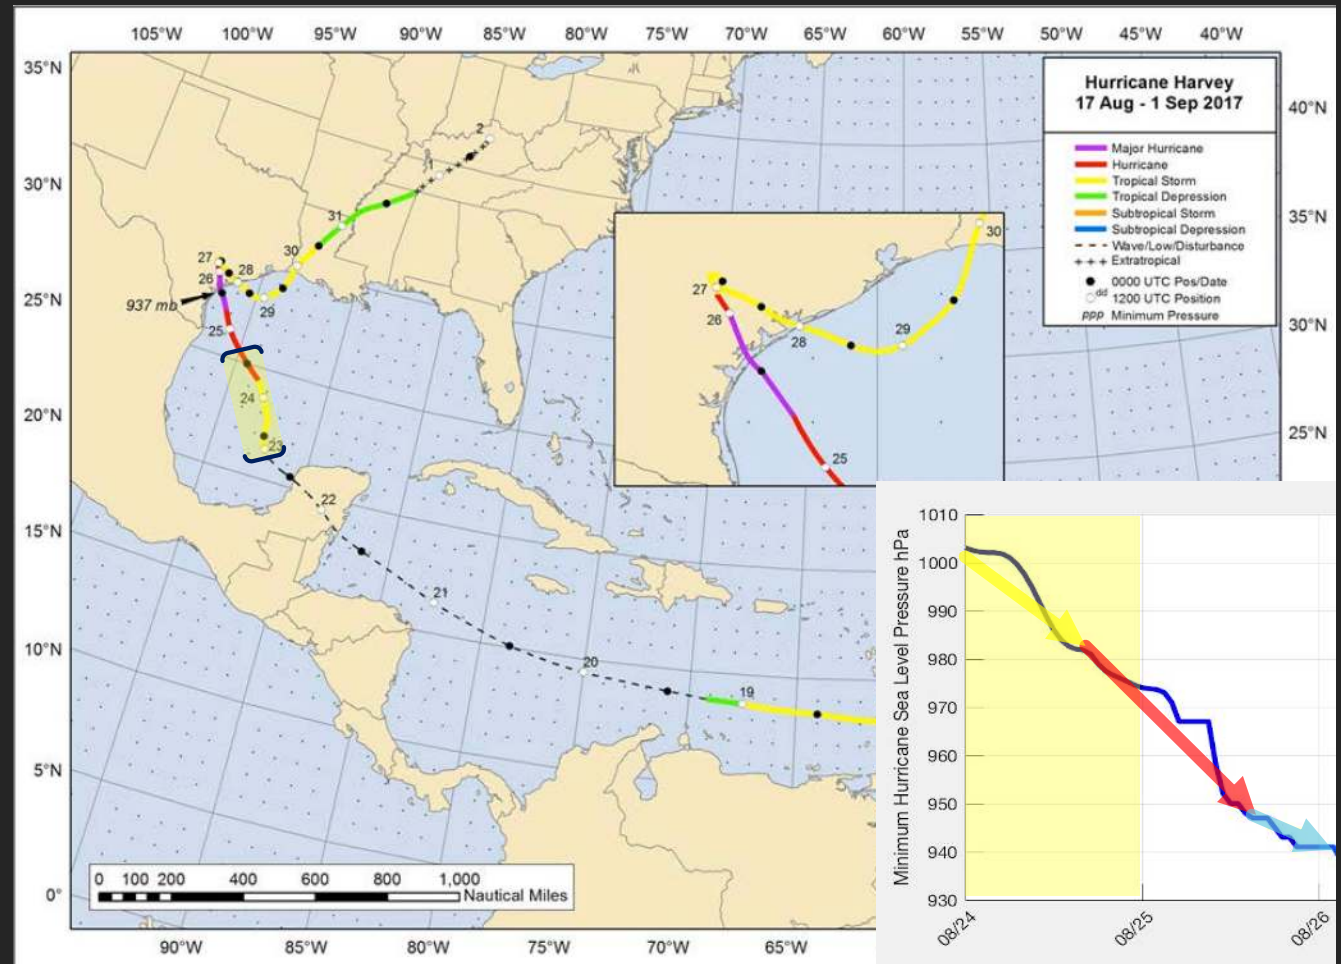 105°W 100°W 95°W 90°W 85°W 80°W 75°W 70°W 65°W 60°W 55°W 50°W 45°W 40°W
35°N
30°N
25°N
20°N
15°N
10°N
5°N
0°
40°N
35°N
30°N
25°N
Hurricane Harvey
17 Aug - 1 Sep 2017
Major Hurricane
Hurricane
Tropical Storm
Tropical Depression
Subtropical Storm
Subtropical Depression
Wave/Low/Disturbance
Extratropical
0000 UTC Pos/Date
dd 1200 UTC Position
PPP Minimum Pressure
2
1
31
30
27
28
26
937 mb
29
25
24
23
22
21
20
19
30
27
26
28
29
25
0 100 200 400 600 800 1,000
Nautical Miles
90°W 85°W 80°W 75°W 70°W 65°W
Minimum Hurricane Sea Level Pressure hPa
1010
1000
990
980
970
960
950
940
930
08/24 08/25 08/26